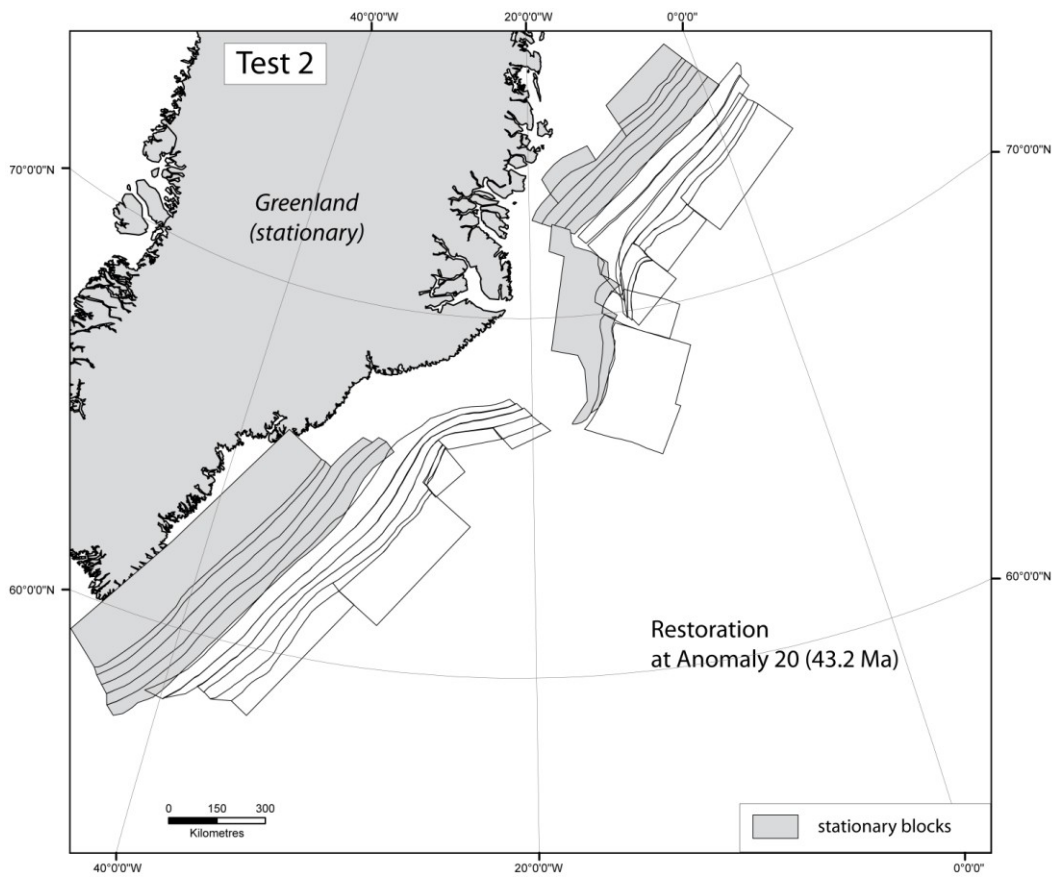 40°0'0"W 20°0'0"W 0°0'0"
Test 2
70°0'0"N
70°0'0"N
Greenland
(stationary)
60°0'0"N
60°0'0"N
Restoration
at Anomaly 20 (43.2 Ma)
0 150 300
Kilometres
stationary blocks
40°0'0"W 20°0'0"W 0°0'0"